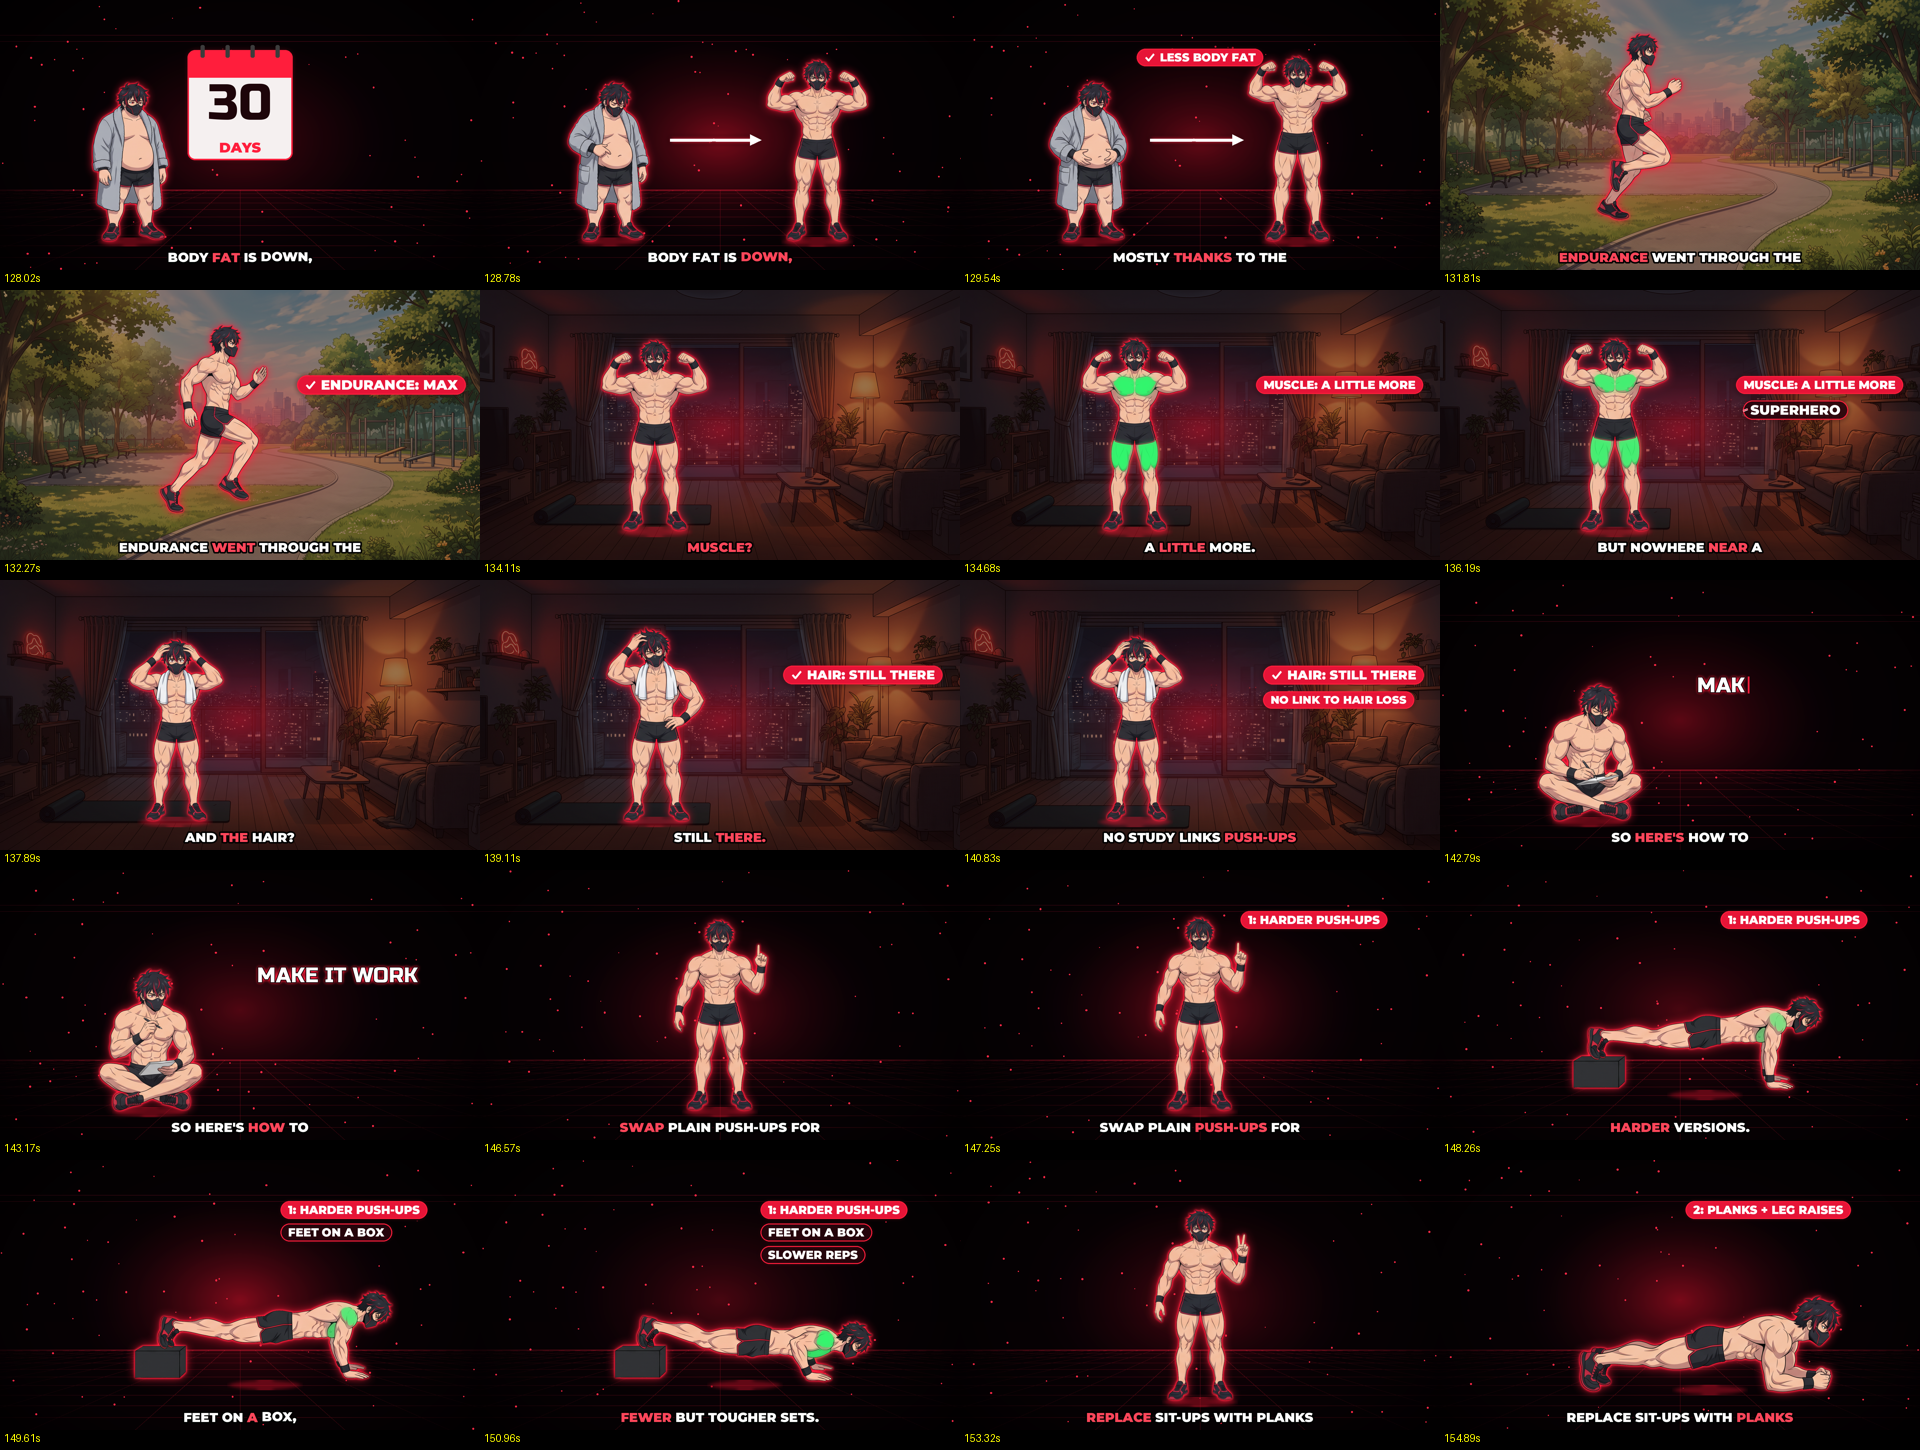 30
DAYS
BODY FAT IS DOWN,
128.02s
BODY FAT IS DOWN,
128.78s
✓ LESS BODY FAT
MOSTLY THANKS TO THE
129.54s
ENDURANCE WENT THROUGH THE
131.81s
✓ ENDURANCE: MAX
ENDURANCE WENT THROUGH THE
132.27s
MUSCLE?
134.11s
MUSCLE: A LITTLE MORE
A LITTLE MORE.
134.68s
MUSCLE: A LITTLE MORE
SUPERHERO
BUT NOWHERE NEAR A
136.19s
AND THE HAIR?
137.89s
✓ HAIR: STILL THERE
STILL THERE.
139.11s
✓ HAIR: STILL THERE
NO LINK TO HAIR LOSS
NO STUDY LINKS PUSH-UPS
140.83s
MAK
SO HERE'S HOW TO
142.79s
MAKE IT WORK
SO HERE'S HOW TO
143.17s
SWAP PLAIN PUSH-UPS FOR
146.57s
1: HARDER PUSH-UPS
SWAP PLAIN PUSH-UPS FOR
147.25s
1: HARDER PUSH-UPS
HARDER VERSIONS.
148.26s
1: HARDER PUSH-UPS
FEET ON A BOX
FEET ON A BOX,
149.61s
1: HARDER PUSH-UPS
FEET ON A BOX
SLOWER REPS
FEWER BUT TOUGHER SETS.
150.96s
REPLACE SIT-UPS WITH PLANKS
153.32s
2: PLANKS + LEG RAISES
REPLACE SIT-UPS WITH PLANKS
154.89s